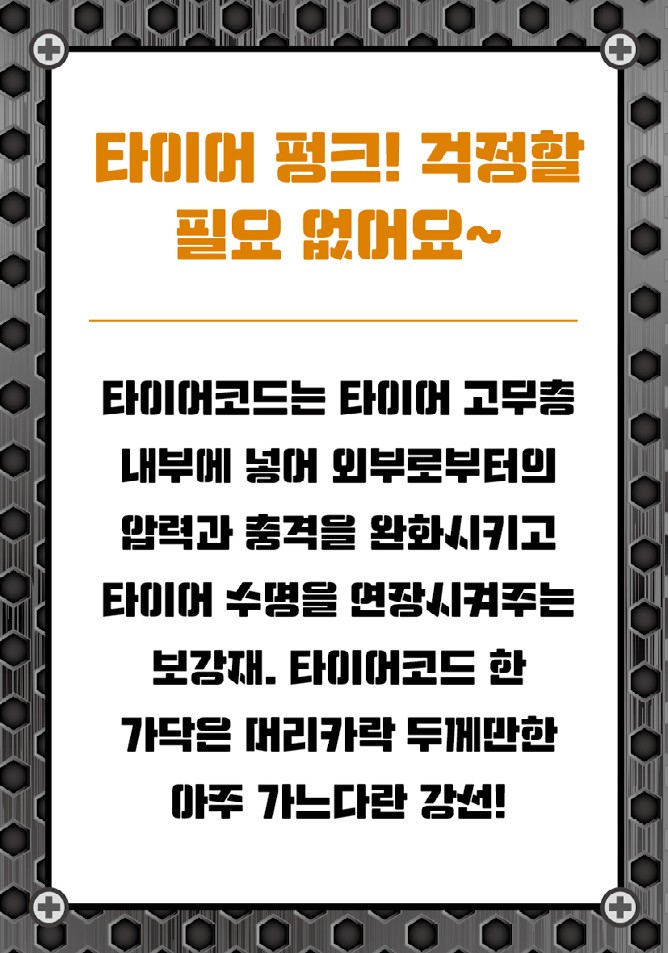 타이어 펑크! 걱정할
필요 없어요~
타이어코드는 타이어 고무층
내부에 넣어 외부로부터의
압력과 충격을 완화시키고
타이어 수명을 연장시켜주는
보강재. 타이어코드 한
가닥은 머리카락 두께만한
아주 가느다란 강선!